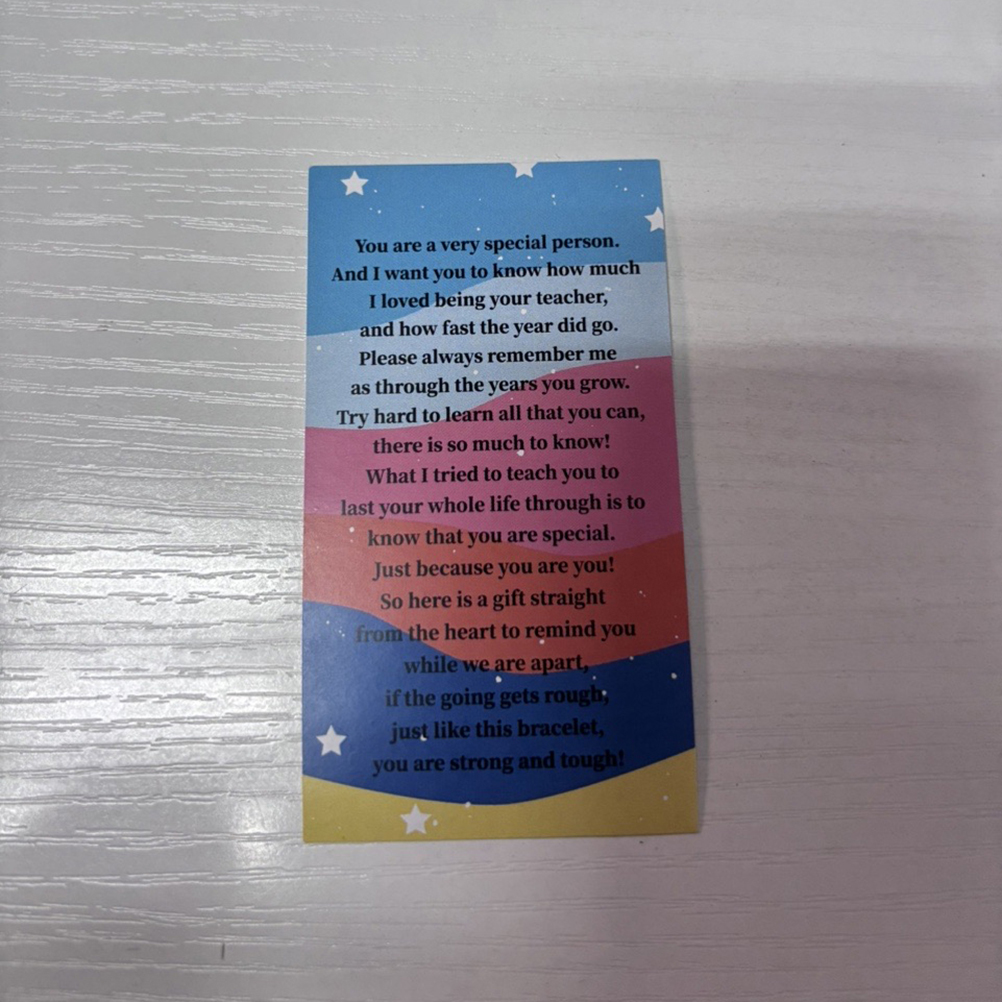 You are a very special person.
And I want you to know how much
I loved being your teacher,
and how fast the year did go.
Please always remember me
as through the years you grow.
Try hard to learn all that you can,
there is so much to know!
What I tried to teach you to
last your whole life through is to
know that you are special.
Just because you are you!
So here is a gift straight
from the heart to remind you
while we are apart,
if the going gets rough,
just like this bracelet,
you are strong and tough!